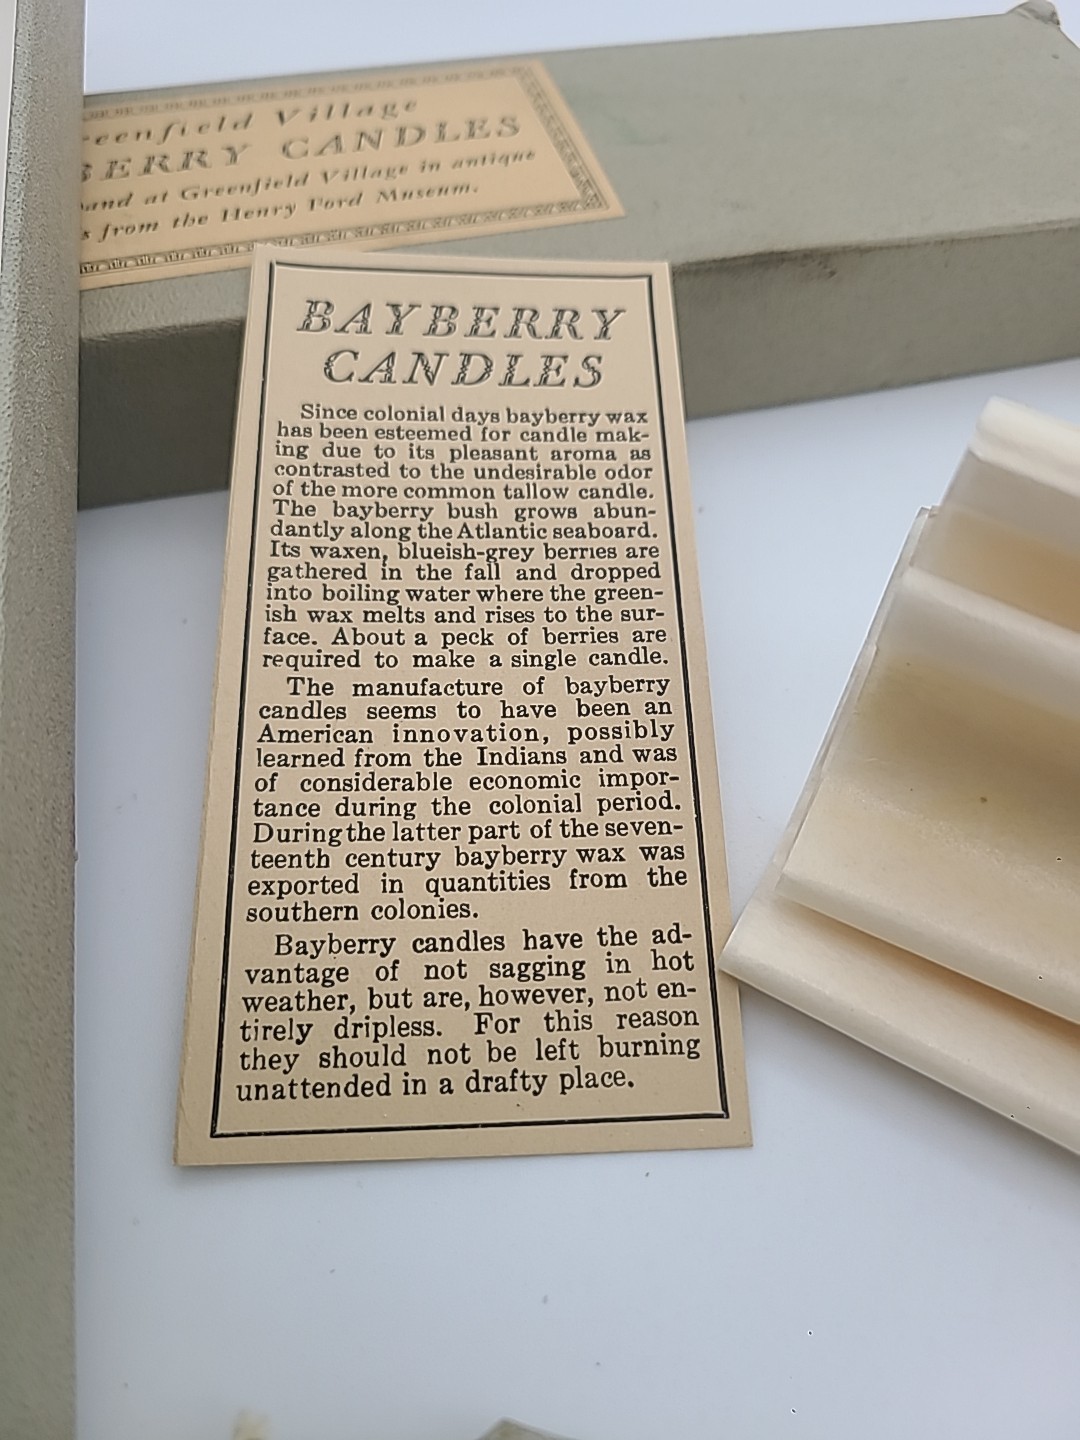 Village
CANDLES
and at Greenfield Village in antique
from the Henry Ford Museum.
BAYBERRY
CANDLES
Since colonial days bayberry wax
has been esteemed for candle mak-
ing due to its pleasant aroma as
contrasted to the undesirable odor
of the more common tallow candle.
The bayberry bush grows abun-
dantly along the Atlantic seaboard.
Its waxen, blueish-grey berries are
gathered in the fall and dropped
into boiling water where the green-
ish wax melts and rises to the sur-
face. About a peck of berries are
required to make a single candle.
The manufacture of bayberry
candles seems to have been an
American innovation, possibly
learned from the Indians and was
of considerable economic impor-
tance during the colonial period.
During the latter part of the seven-
teenth century bayberry wax was
exported in quantities from the
southern colonies.
Bayberry candles have the ad-
vantage of not sagging in hot
weather, but are, however, not en-
tirely dripless. For this reason
they should not be left burning
unattended in a drafty place.